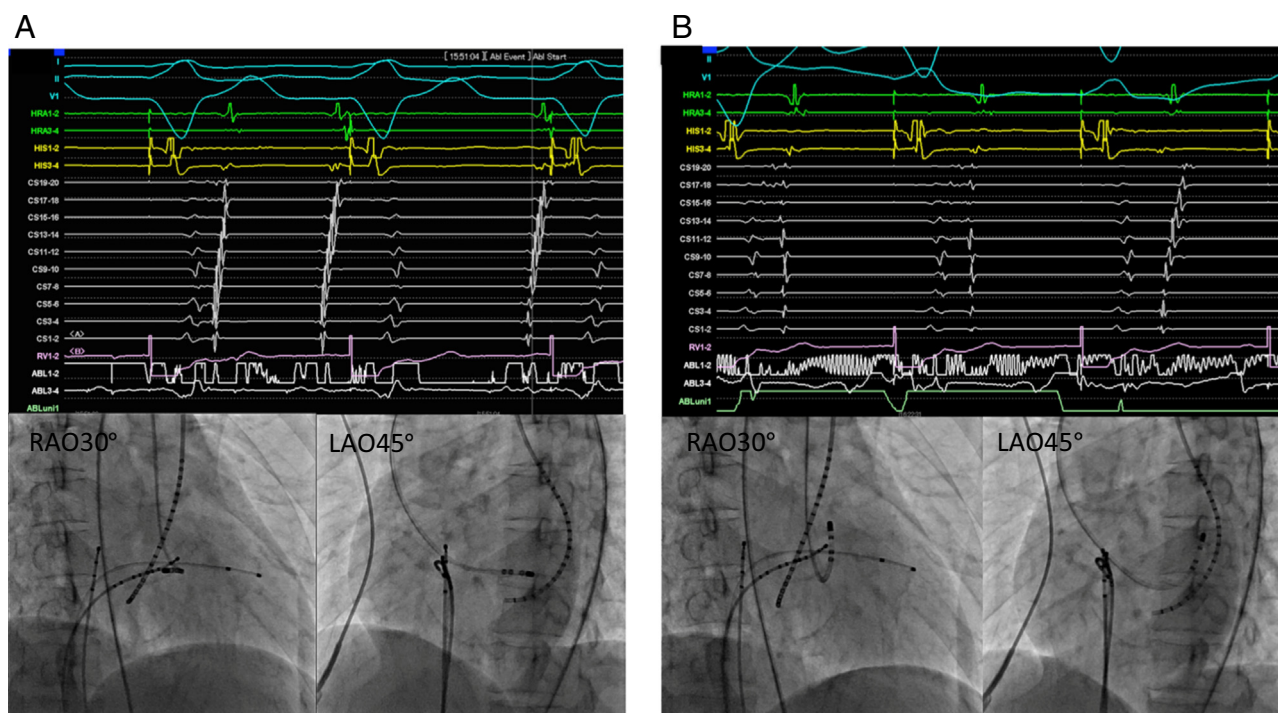 A
[ 15:51:04 ][ Abl Event ] Abl Start
I
II
V1
HRA1-2
HRA3-4
HIS1-2
HIS3-4
CS19-20
CS17-18
CS15-16
CS13-14
CS11-12
CS9-10
CS7-8
CS5-6
CS3-4
<A>
CS1-2
<B>
RV1-2
ABL1-2
ABL3-4
ABLuni1
RAO30°
LAO45°
B
II
V1
HRA1-2
HRA3-4
HIS1-2
HIS3-4
CS19-20
CS17-18
CS15-16
CS13-14
CS11-12
CS9-10
CS7-8
CS5-6
CS3-4
CS1-2
RV1-2
ABL1-2
ABL3-4
ABLuni1
RAO30°
LAO45°